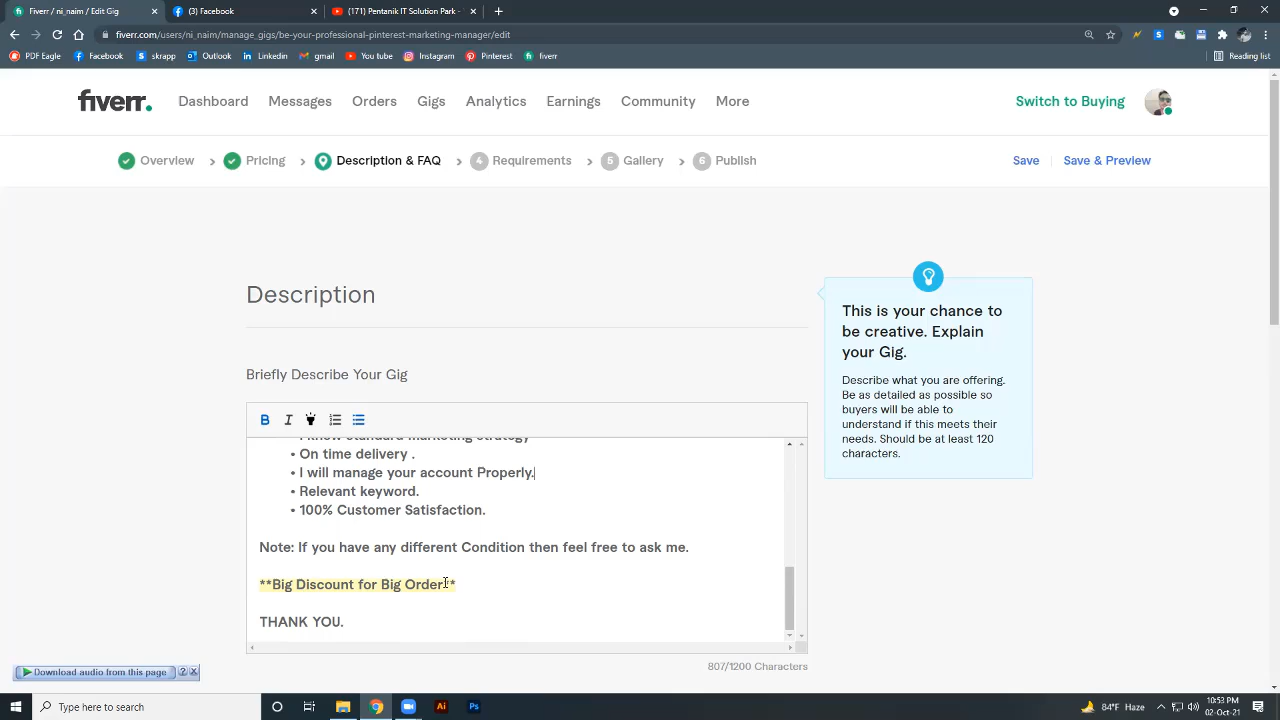 Fiverr / Ni_naim / Edit Gig
(3) Facebook
(171) Zenkilt IT Soulution Park -
fiverr.com/users/ni_naim/manage_gigs/be-your-professional-pinterest-marketing-manager/edit
PDF Eagle
Facebook
skrapp
Outlook
gmail
You tube
Instagram
Pinterest
fiverr
Reading list
fiverr.
Dashboard
Messages
Orders
Gigs
Analytics
Earnings
Community
More
Switch to Buying
Overview
Pricing
Description & FAQ
4 Requirements
5 Gallery
6 Publish
Save
Save & Preview
Description
Briefly Describe Your Gig
B I
• I know standard marketing strategy
• On time delivery .
• I will manage your account Properly.
• Relevant keyword.
• 100% Customer Satisfaction.
Note: If you have any different Condition then feel free to ask me.
**Big Discount for Big Order**
THANK YOU.
807/1200 Characters
This is your chance to
be creative. Explain
your Gig.
Describe what you are offering.
Be as detailed as possible so
buyers will be able to
understand if this meets their
needs. Should be at least 120
characters.
Download audio from this page
? X
Type here to search
Ai
Ps
84°F Haze
10:53 PM
02-Oct-21